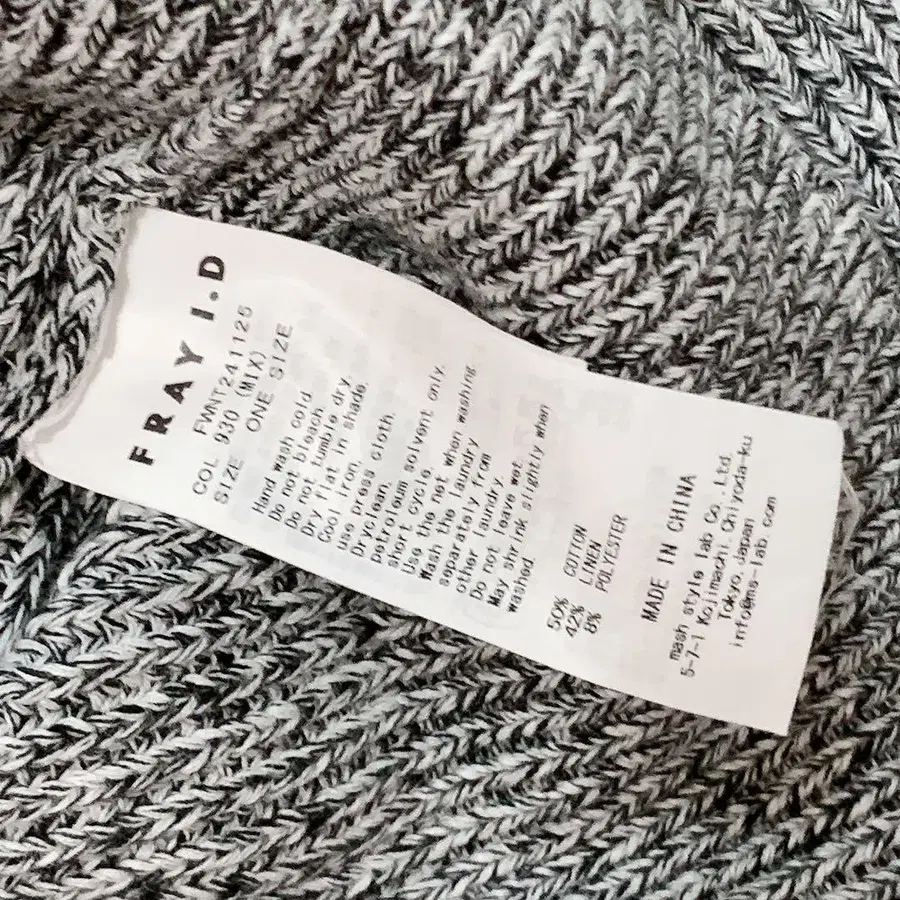 FRAY I.D
FWNT241125
COL 930 (MIX)
SIZE ONE SIZE
Hand wash cold.
Do not bleach.
Do not tumble dry.
Dry flat in shade.
Cool iron.
use press cloth.
Dryclean.
petroleum solvent only.
short cycle.
Use the net when washing.
Wash the laundry
separately from
other laundry.
Do not leave wet.
May shrink slightly when
washed.
50% COTTON
42% LINEN
8% POLYESTER
MADE IN CHINA
mash style lab Co., Ltd.
5-7-1 Kojimachi, Chiyoda-ku
Tokyo, Japan
info@ms-lab.com